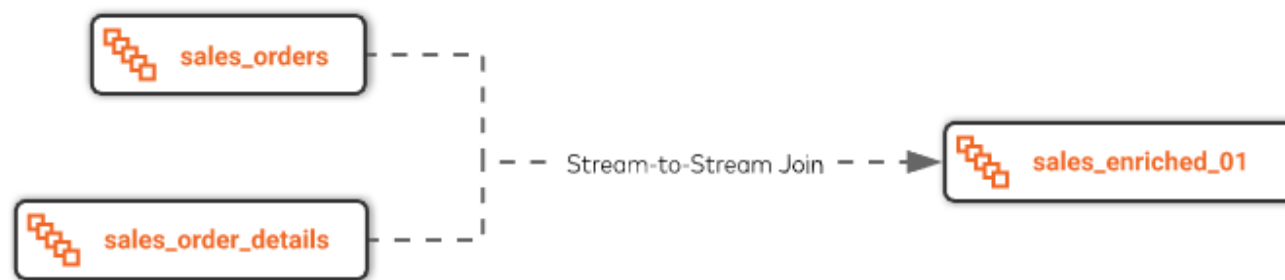 sales_orders
Stream-to-Stream Join
sales_enriched_01
sales_order_details